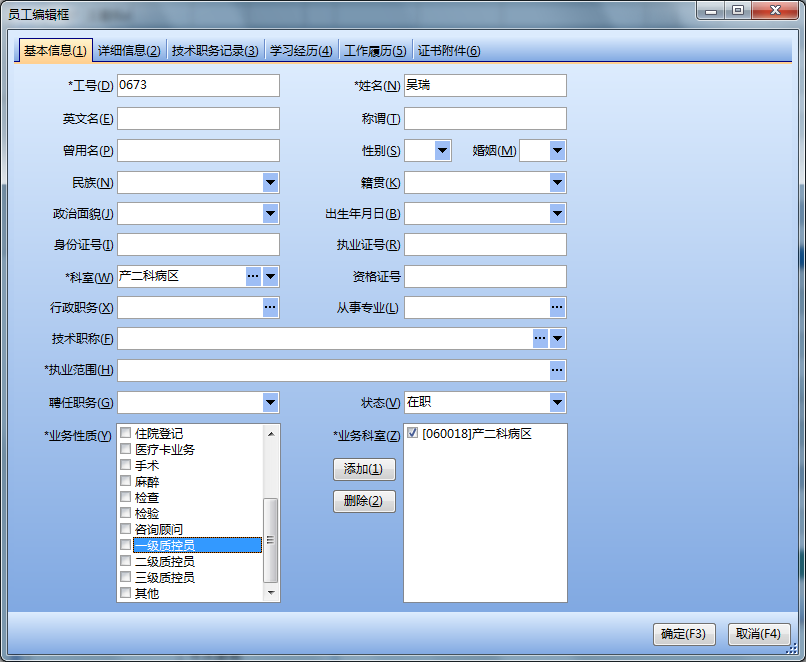 员工编辑框
基本信息(1) 详细信息(2) 技术职务记录(3) 学习经历(4) 工作履历(5) 证书附件(6)
*工号(D) 0673 *姓名(N) 吴瑞
英文名(E) 称谓(T)
曾用名(P) 性别(S) 婚姻(M)
民族(N) 籍贯(K)
政治面貌(J) 出生年月日(B)
身份证号(I) 执业证号(R)
*科室(W) 产二科病区 资格证号
行政职务(X) 从事专业(L)
技术职称(F)
*执业范围(H)
聘任职务(G) 状态(V) 在职
*业务性质(Y) 住院登记 *业务科室(Z) [060018]产二科病区
医疗卡业务
手术 添加(1)
麻醉
检查 删除(2)
检验
咨询顾问
一级质控员
二级质控员
三级质控员
其他
确定(F3) 取消(F4)